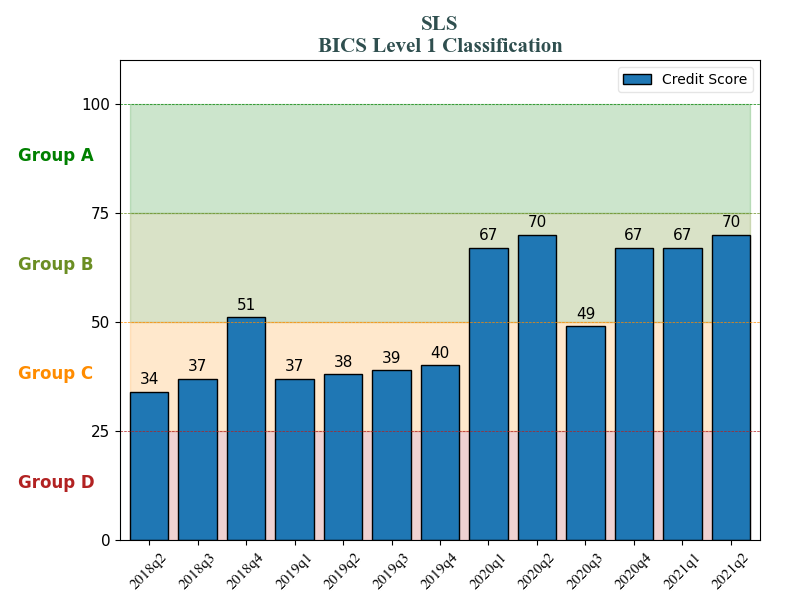 SLS
BICS Level 1 Classification
Credit Score
100
Group A
75
Group B
50
Group C
25
Group D
0
34
37
51
37
38
39
40
67
70
49
67
67
70
2018q2
2018q3
2018q4
2019q1
2019q2
2019q3
2019q4
2020q1
2020q2
2020q3
2020q4
2021q1
2021q2